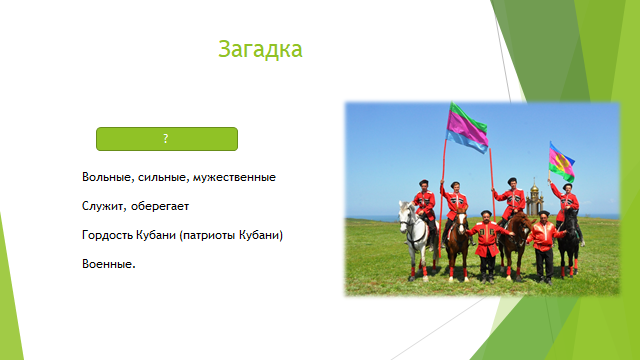 Загадка
?
Вольные, сильные, мужественные
Служит, оберегает
Гордость Кубани (патриоты Кубани)
Военные.